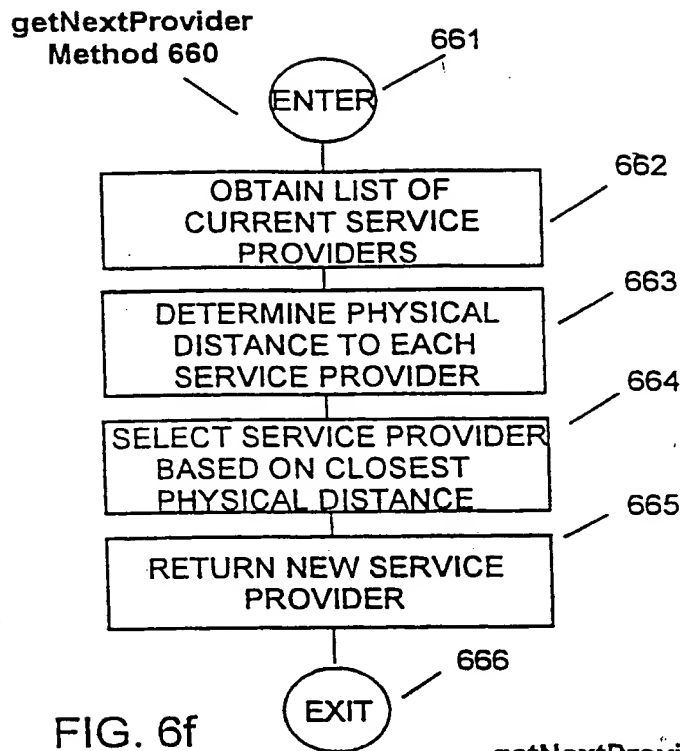 getNextProvider
Method 660
661
ENTER
662
OBTAIN LIST OF
CURRENT SERVICE
PROVIDERS
663
DETERMINE PHYSICAL
DISTANCE TO EACH
SERVICE PROVIDER
664
SELECT SERVICE PROVIDER
BASED ON CLOSEST
PHYSICAL DISTANCE
665
RETURN NEW SERVICE
PROVIDER
666
EXIT
FIG. 6f